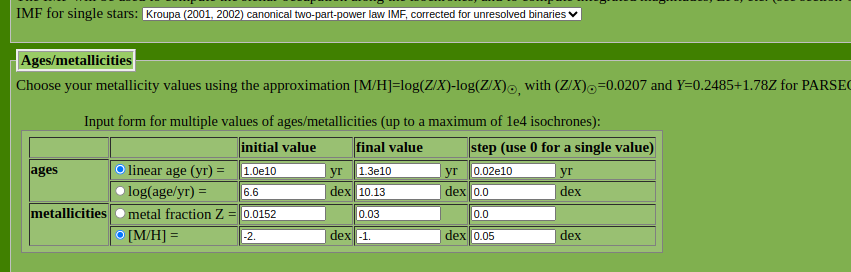 IMF for single stars: Kroupa (2001, 2002) canonical two-part-power law IMF, corrected for unresolved binaries
Ages/metallicities
Choose your metallicity values using the approximation [M/H]=log(Z/X)-log(Z/X)☉, with (Z/X)☉=0.0207 and Y=0.2485+1.78Z for PARSEC
Input form for multiple values of ages/metallicities (up to a maximum of 1e4 isochrones):
initial value final value step (use 0 for a single value)
ages linear age (yr) = 1.0e10 yr 1.3e10 yr 0.02e10 yr
log(age/yr) = 6.6 dex 10.13 dex 0.0 dex
metallicities metal fraction Z = 0.0152 0.03 0.0
[M/H] = -2. dex -1. dex 0.05 dex